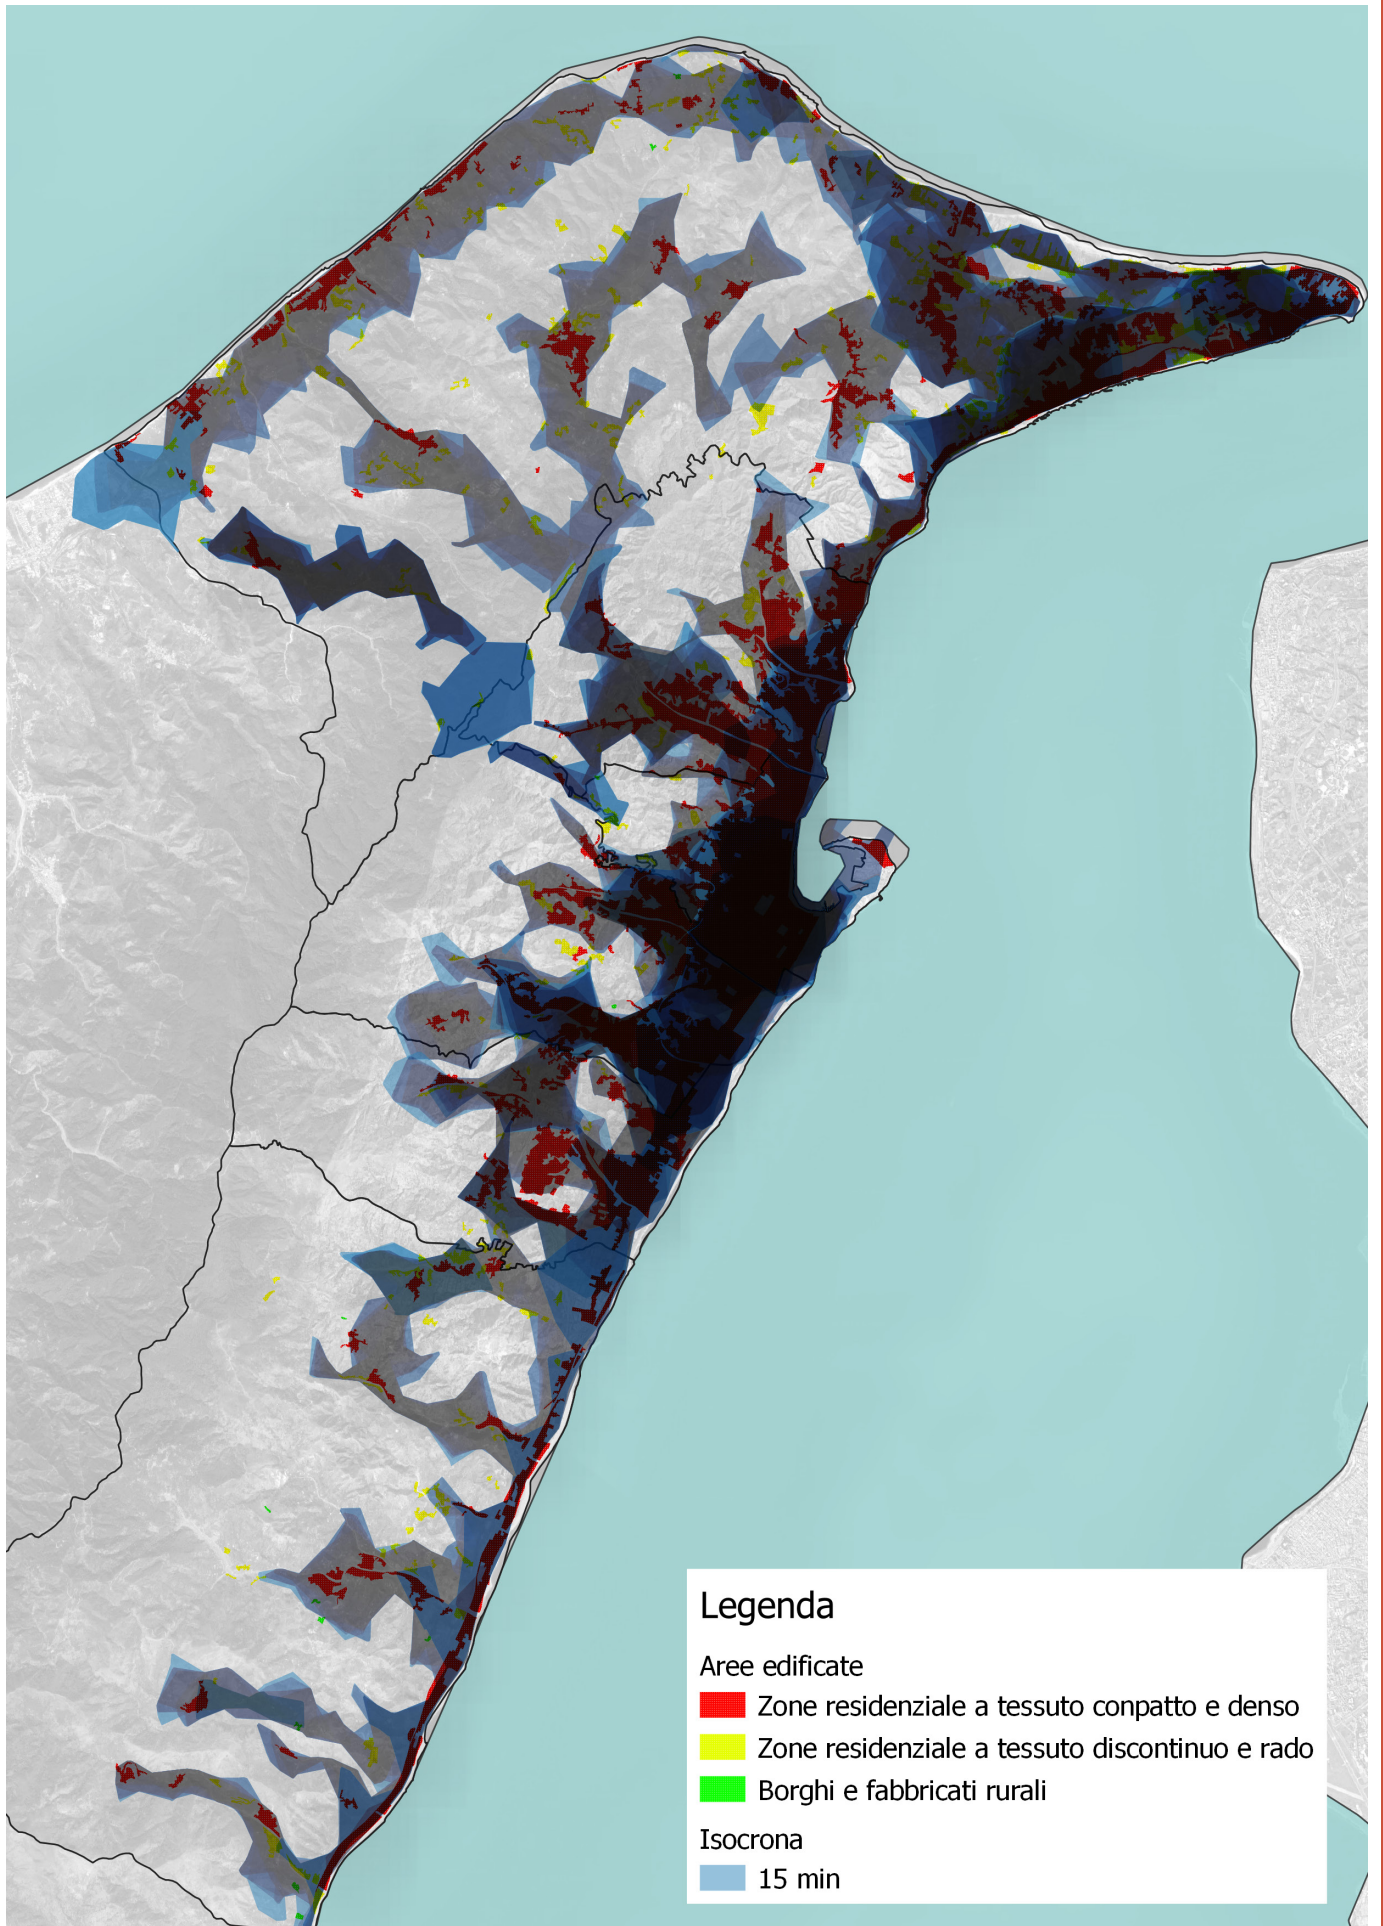 Legenda
Aree edificate
Zone residenziale a tessuto conpatto e denso
Zone residenziale a tessuto discontinuo e rado
Borghi e fabbricati rurali
Isocrona
15 min